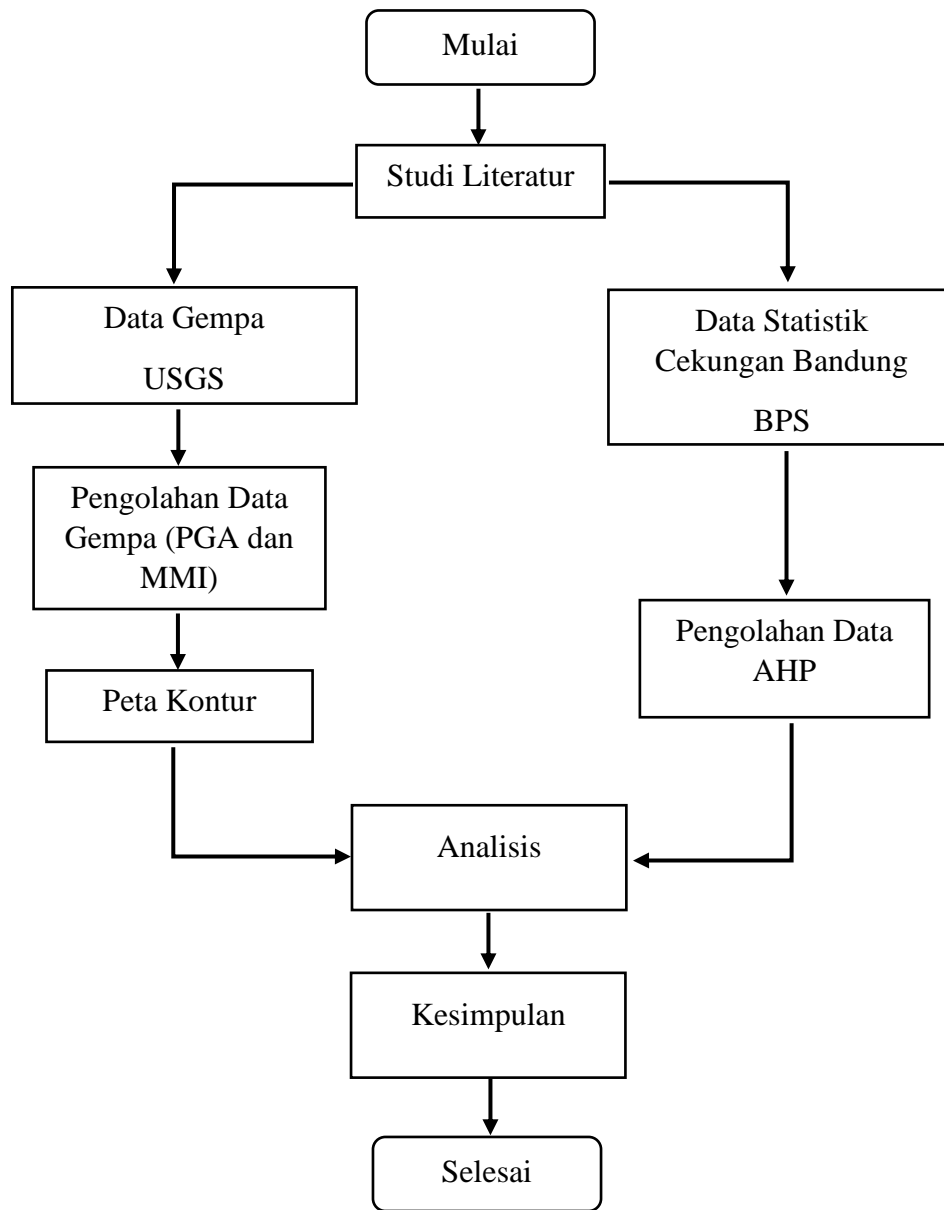 Mulai
Studi Literatur
Data Gempa
USGS
Data Statistik
Cekungan Bandung
BPS
Pengolahan Data
Gempa (PGA dan
MMI)
Pengolahan Data
AHP
Peta Kontur
Analisis
Kesimpulan
Selesai